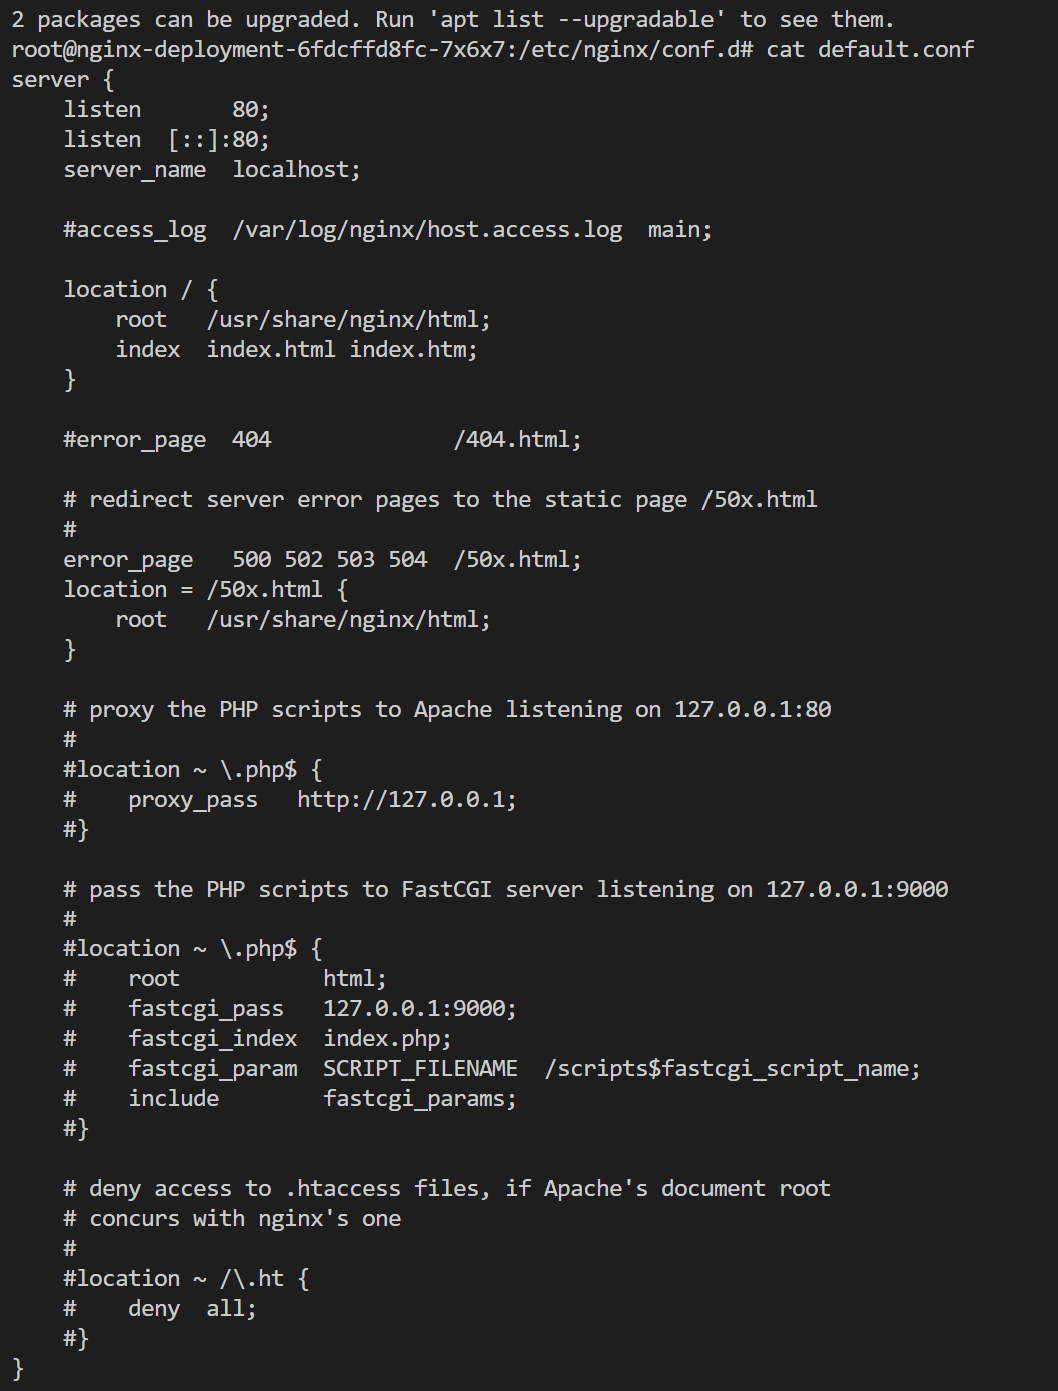 2 packages can be upgraded. Run 'apt list --upgradable' to see them.
root@nginx-deployment-6fdcffd8fc-7x6x7:/etc/nginx/conf.d# cat default.conf
server {
    listen       80;
    listen  [::]:80;
    server_name  localhost;

    #access_log  /var/log/nginx/host.access.log  main;

    location / {
        root   /usr/share/nginx/html;
        index  index.html index.htm;
    }

    #error_page  404              /404.html;

    # redirect server error pages to the static page /50x.html
    #
    error_page   500 502 503 504  /50x.html;
    location = /50x.html {
        root   /usr/share/nginx/html;
    }

    # proxy the PHP scripts to Apache listening on 127.0.0.1:80
    #
    #location ~ \.php$ {
    #    proxy_pass   http://127.0.0.1;
    #}

    # pass the PHP scripts to FastCGI server listening on 127.0.0.1:9000
    #
    #location ~ \.php$ {
    #    root           html;
    #    fastcgi_pass   127.0.0.1:9000;
    #    fastcgi_index  index.php;
    #    fastcgi_param  SCRIPT_FILENAME  /scripts$fastcgi_script_name;
    #    include        fastcgi_params;
    #}

    # deny access to .htaccess files, if Apache's document root
    # concurs with nginx's one
    #
    #location ~ /\.ht {
    #    deny  all;
    #}
}